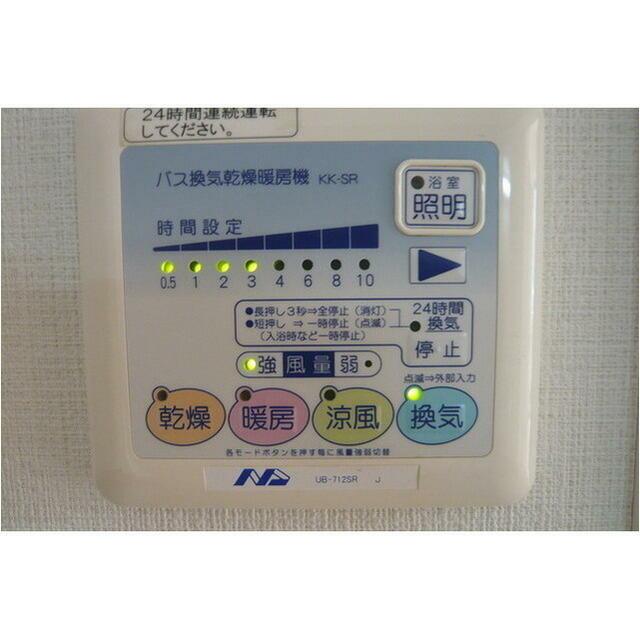 24時間連続運転
してください。
バス換気乾燥暖房機 KK-SR
浴室
照明
時間設定
0.5 1 2 3 4 6 8 10
●長押し3秒⇒全停止(消灯)
●短押し ⇒一時停止(点滅)
(入浴時など一時停止)
24時間
換気
停止
強 風量 弱
点滅⇒外部入力
乾燥 暖房 涼風 換気
各モードボタンを押す毎に風量強弱切替
UB-712SR J